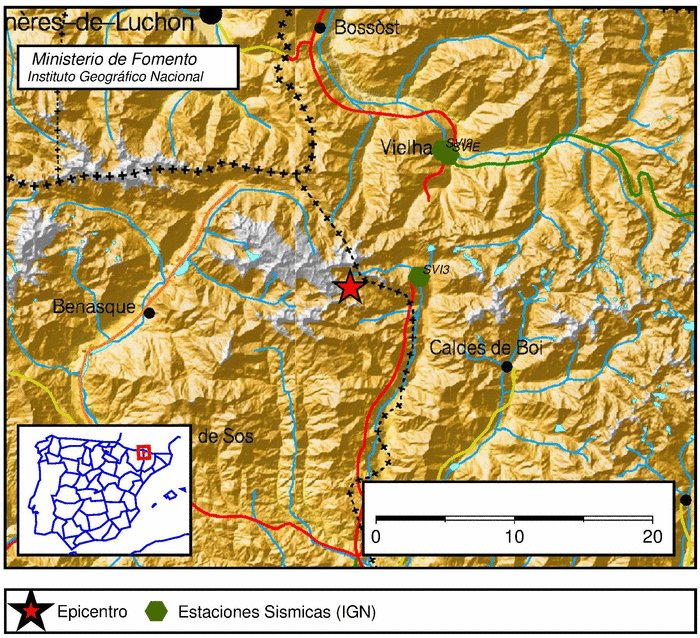 nères–de–Luchon
Bossòst
Ministerio de Fomento
Instituto Geográfico Nacional
Vielha
SVIE
SVI3
Benasque
Caldes de Boi
de Sos
0 10 20
Epicentro
Estaciones Sismicas (IGN)